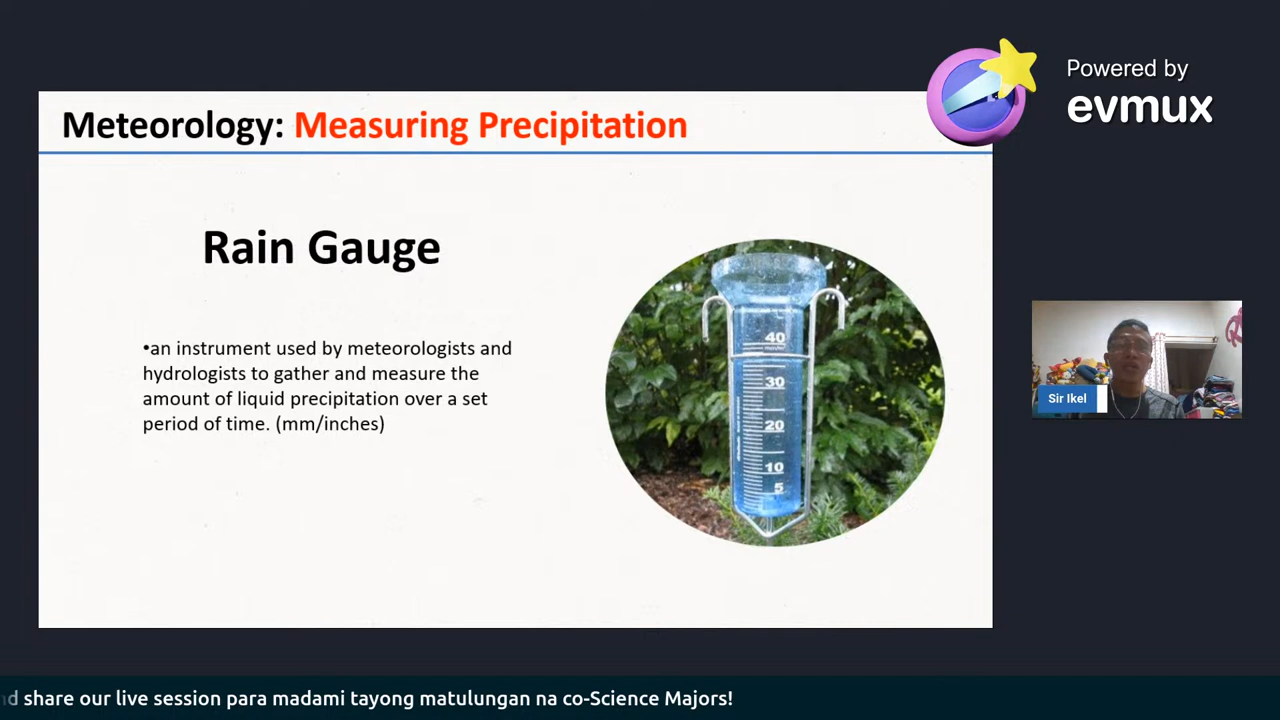 Powered by
evmux
Meteorology: Measuring Precipitation
Rain Gauge
•an instrument used by meteorologists and
hydrologists to gather and measure the
amount of liquid precipitation over a set
period of time. (mm/inches)
40
30
20
10
5
Sir Ikel
share our live session para madami tayong matulungan na co-Science Majors!